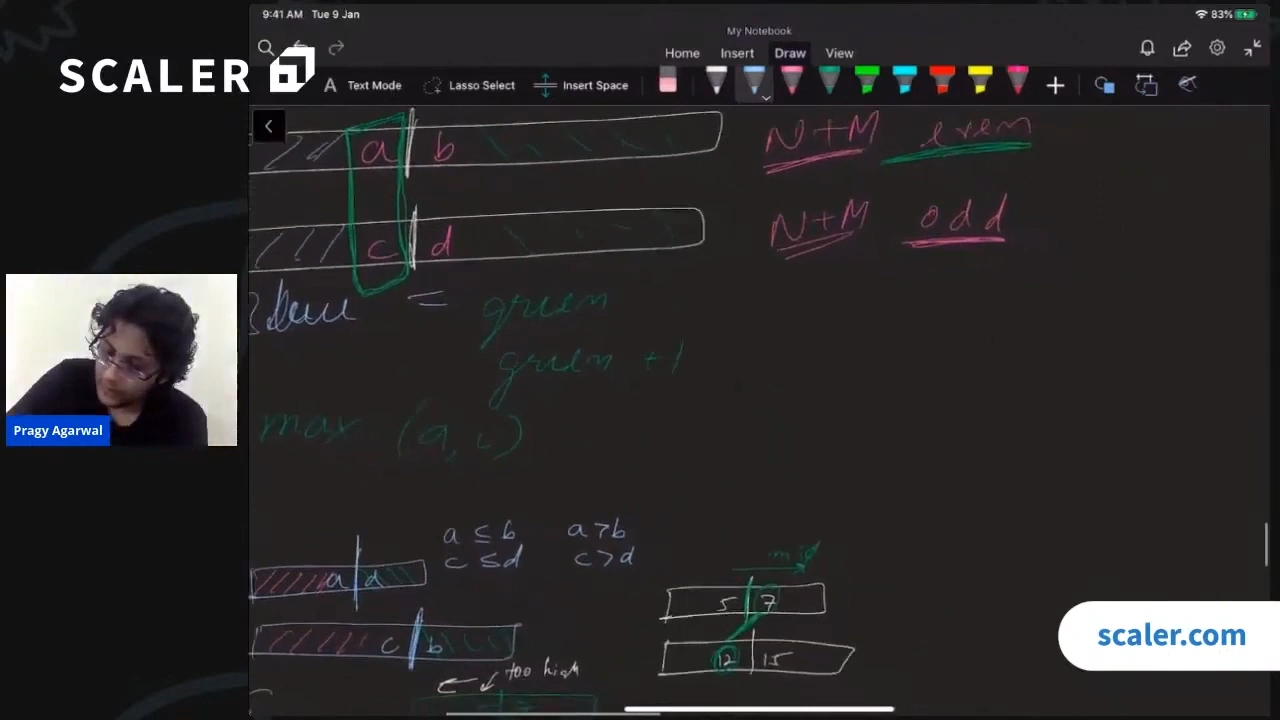 9:41 AM Tue 9 Jan
83%
My Notebook
SCALER
Home Insert Draw View
Text Mode Lasso Select Insert Space
a b
N+M even
c d
N+M odd
= green
green +1
max (a, c)
a ≤ b a > b
c ≤ d c > d
a d
c b
too high
5 7
12 15
Pragy Agarwal
scaler.com